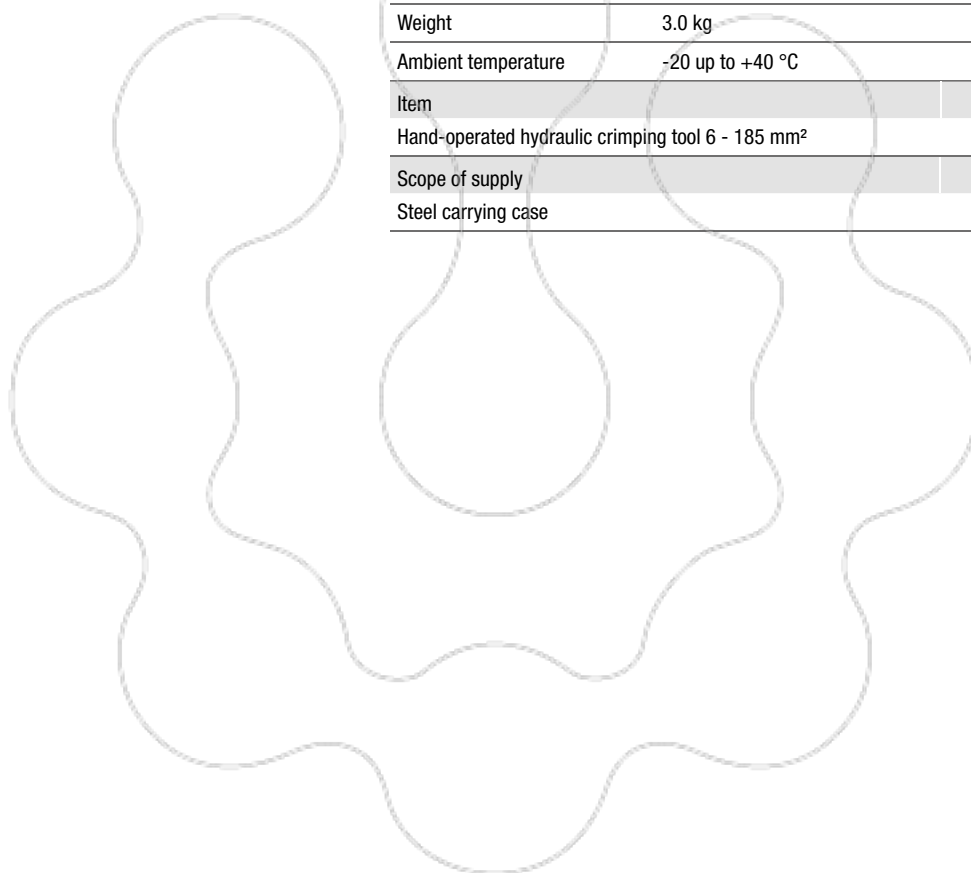 Weight 3.0 kg
Ambient temperature -20 up to +40 °C
Item
Hand-operated hydraulic crimping tool 6 - 185 mm²
Scope of supply
Steel carrying case